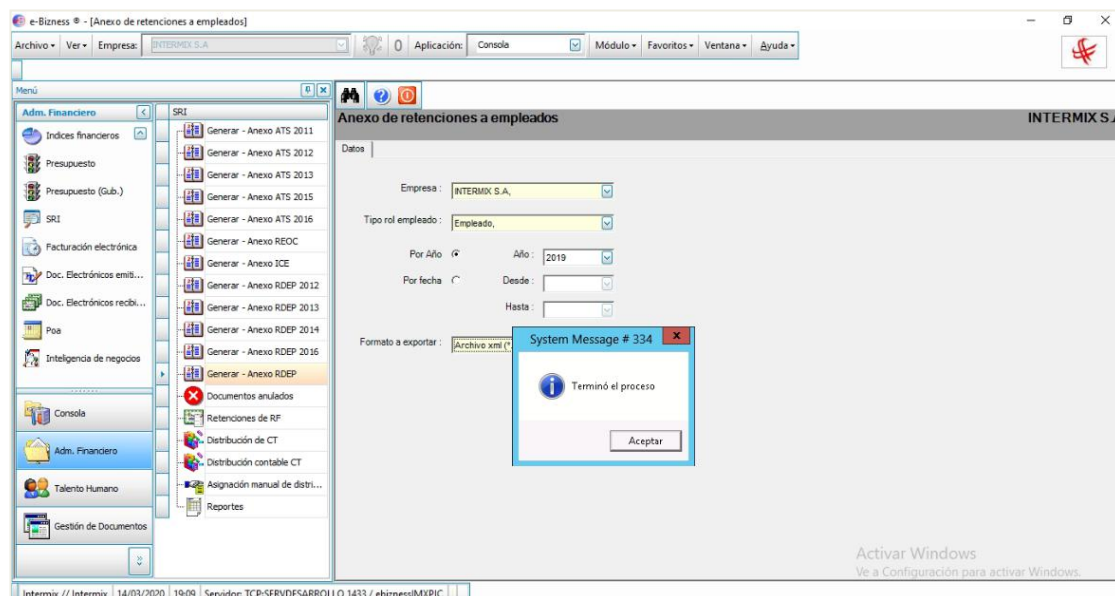 e-Bizness ® - [Anexo de retenciones a empleados]
Archivo Ver Empresa: INTERMIX S.A Aplicación: Consola Módulo Favoritos Ventana Ayuda
Menú
Adm. Financiero
Indices financieros
Presupuesto
Presupuesto (Gub.)
SRI
Facturación electrónica
Doc. Electrónicos emiti...
Doc. Electrónicos recibi...
Poa
Inteligencia de negocios
Consola
Adm. Financiero
Talento Humano
Gestión de Documentos
SRI
Generar - Anexo ATS 2011
Generar - Anexo ATS 2012
Generar - Anexo ATS 2013
Generar - Anexo ATS 2015
Generar - Anexo ATS 2016
Generar - Anexo REOC
Generar - Anexo ICE
Generar - Anexo RDEP 2012
Generar - Anexo RDEP 2013
Generar - Anexo RDEP 2014
Generar - Anexo RDEP 2016
Generar - Anexo RDEP
Documentos anulados
Retenciones de RF
Distribución de CT
Distribución contable CT
Asignación manual de distri...
Reportes
Anexo de retenciones a empleados INTERMIX S.A
Datos
Empresa : INTERMIX S.A,
Tipo rol empleado : Empleado,
Por Año Año : 2019
Por fecha Desde :
Hasta :
Formato a exportar : Archivo xml (*.
System Message # 334
Terminó el proceso
Aceptar
Activar Windows
Ve a Configuración para activar Windows.
Intermix // Intermix 14/03/2020 19:09 Servidor: TCP:SERVDESARROLLO,1433 / ebiznessIMXPIC